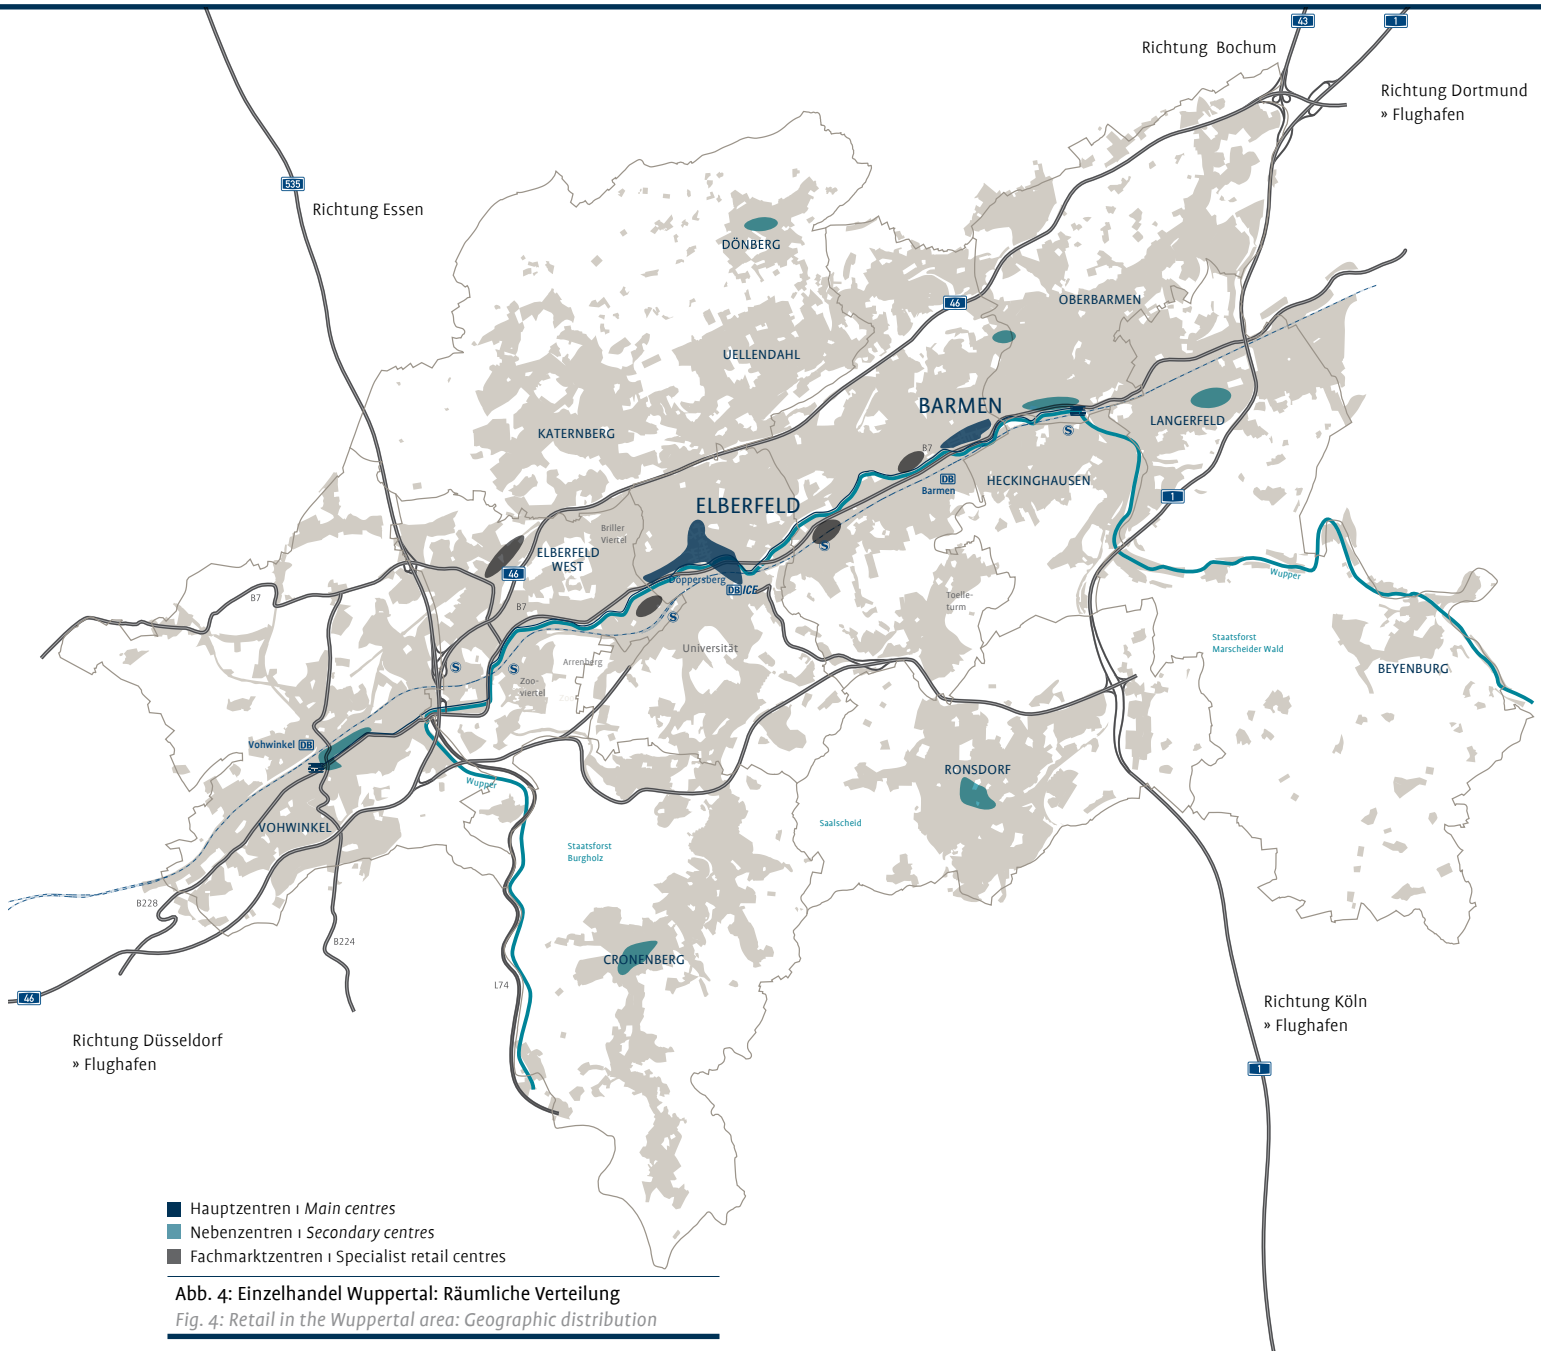 43
1
Richtung Bochum
Richtung Dortmund
» Flughafen
535
Richtung Essen
DÖNBERG
46
OBERBARMEN
UELLENDAHL
BARMEN
LANGERFELD
KATERNBERG
S
B7
DB
Barmen
HECKINGHAUSEN
1
ELBERFELD
Briller
Viertel
ELBERFELD
WEST
46
S
Döppersberg
DB ICE
Wupper
B7
B7
Toelle-
turm
S
Universität
Staatsforst
Marscheider Wald
BEYENBURG
S
S
Arrenberg
Zoo-
viertel
Zoo
Vohwinkel DB
Wupper
RONSDORF
VOHWINKEL
Saalscheid
Staatsforst
Burgholz
B228
B224
CRONENBERG
L74
46
Richtung Düsseldorf
» Flughafen
Richtung Köln
» Flughafen
1
Hauptzentren ı Main centres
Nebenzentren ı Secondary centres
Fachmarktzentren ı Specialist retail centres
Abb. 4: Einzelhandel Wuppertal: Räumliche Verteilung
Fig. 4: Retail in the Wuppertal area: Geographic distribution